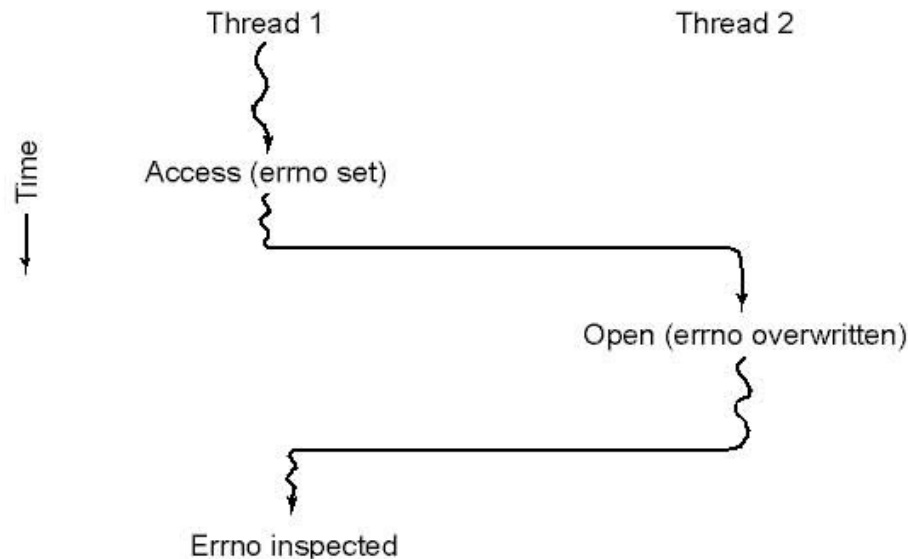 Thread 1
Thread 2
Time
Access (errno set)
Open (errno overwritten)
Errno inspected